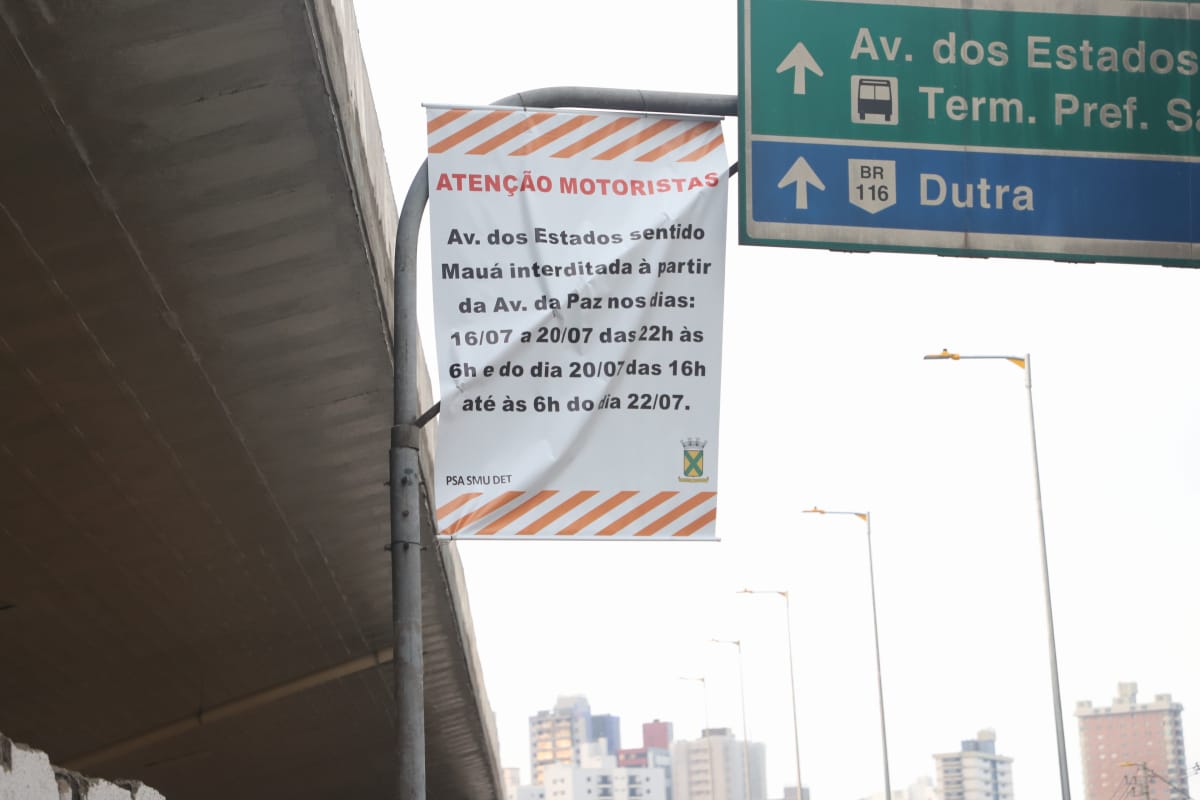 ATENÇÃO MOTORISTAS
Av. dos Estados sentido
Mauá interditada à partir
da Av. da Paz nos dias:
16/07 a 20/07 das 22h às
6h e do dia 20/07 das 16h
até às 6h do dia 22/07.
PSA SMU DET
Av. dos Estados
Term. Pref. Sa
BR
116
Dutra